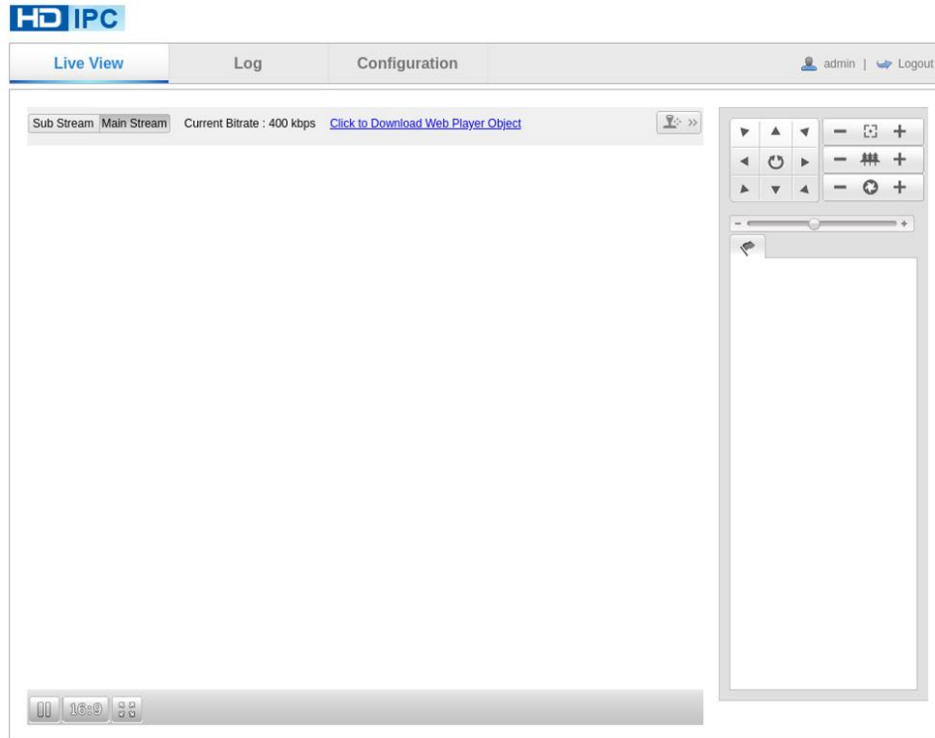 HD IPC
Live View Log Configuration admin | Logout
Sub Stream Main Stream Current Bitrate : 400 kbps Click to Download Web Player Object
16:9